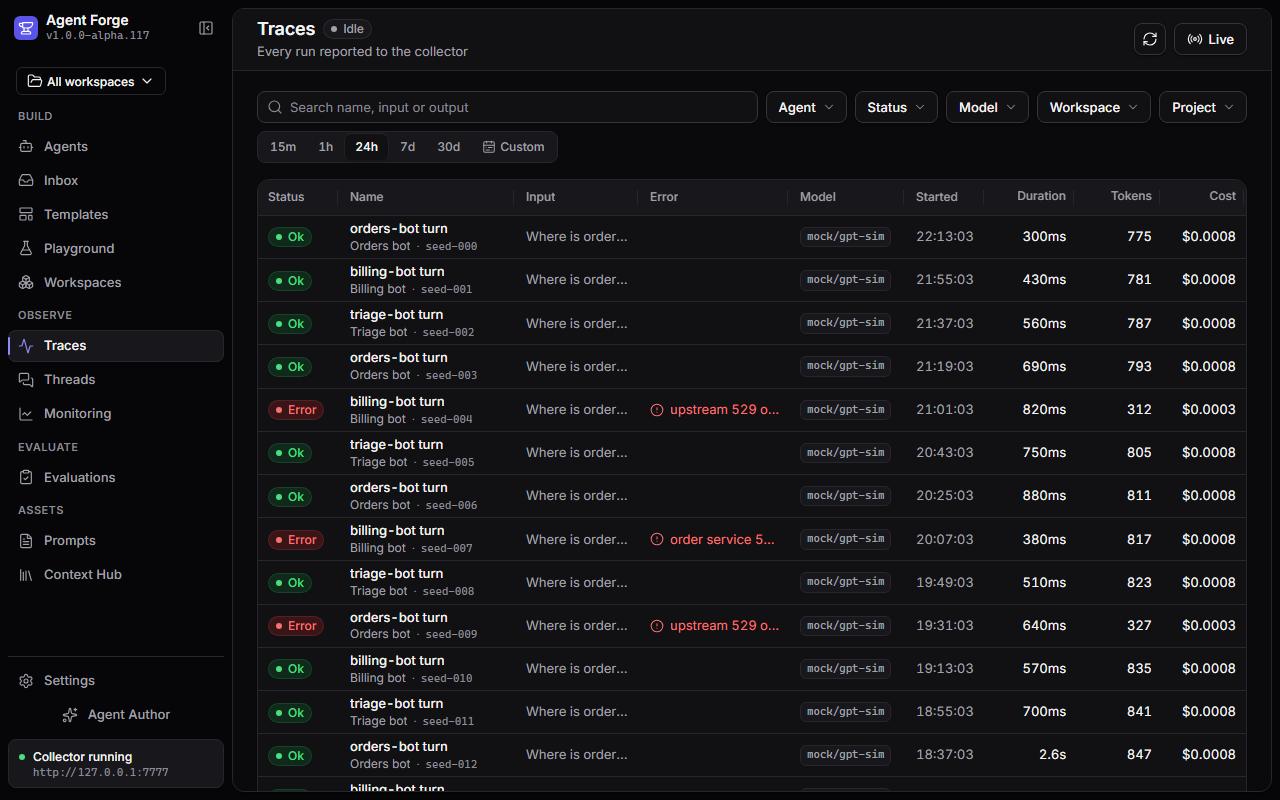 Agent Forge
v1.0.0-alpha.117
All workspaces
BUILD
Agents
Inbox
Templates
Playground
Workspaces
OBSERVE
Traces
Threads
Monitoring
EVALUATE
Evaluations
ASSETS
Prompts
Context Hub
Settings
Agent Author
Collector running
http://127.0.0.1:7777
Traces Idle
Every run reported to the collector
Live
Search name, input or output
Agent Status Model Workspace Project
15m 1h 24h 7d 30d Custom
Status Name Input Error Model Started Duration Tokens Cost
Ok orders-bot turn Where is order... mock/gpt-sim 22:13:03 300ms 775 $0.0008
Orders bot · seed-000
Ok billing-bot turn Where is order... mock/gpt-sim 21:55:03 430ms 781 $0.0008
Billing bot · seed-001
Ok triage-bot turn Where is order... mock/gpt-sim 21:37:03 560ms 787 $0.0008
Triage bot · seed-002
Ok orders-bot turn Where is order... mock/gpt-sim 21:19:03 690ms 793 $0.0008
Orders bot · seed-003
Error billing-bot turn Where is order... upstream 529 o... mock/gpt-sim 21:01:03 820ms 312 $0.0003
Billing bot · seed-004
Ok triage-bot turn Where is order... mock/gpt-sim 20:43:03 750ms 805 $0.0008
Triage bot · seed-005
Ok orders-bot turn Where is order... mock/gpt-sim 20:25:03 880ms 811 $0.0008
Orders bot · seed-006
Error billing-bot turn Where is order... order service 5... mock/gpt-sim 20:07:03 380ms 817 $0.0008
Billing bot · seed-007
Ok triage-bot turn Where is order... mock/gpt-sim 19:49:03 510ms 823 $0.0008
Triage bot · seed-008
Error orders-bot turn Where is order... upstream 529 o... mock/gpt-sim 19:31:03 640ms 327 $0.0003
Orders bot · seed-009
Ok billing-bot turn Where is order... mock/gpt-sim 19:13:03 570ms 835 $0.0008
Billing bot · seed-010
Ok triage-bot turn Where is order... mock/gpt-sim 18:55:03 700ms 841 $0.0008
Triage bot · seed-011
Ok orders-bot turn Where is order... mock/gpt-sim 18:37:03 2.6s 847 $0.0008
Orders bot · seed-012
billing-bot turn